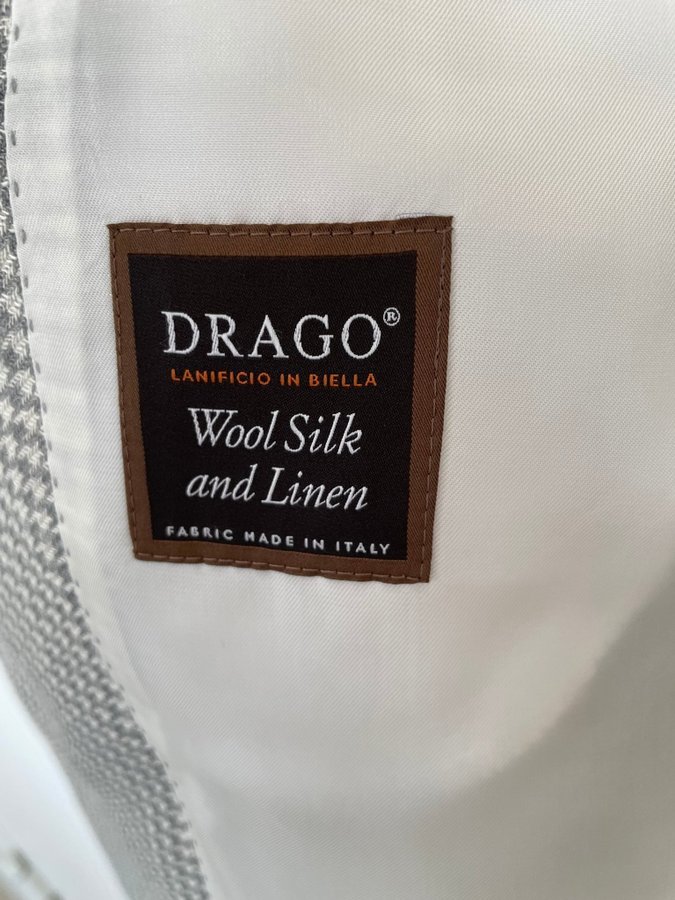 DRAGO®
LANIFICIO IN BIELLA
Wool Silk
and Linen
FABRIC MADE IN ITALY